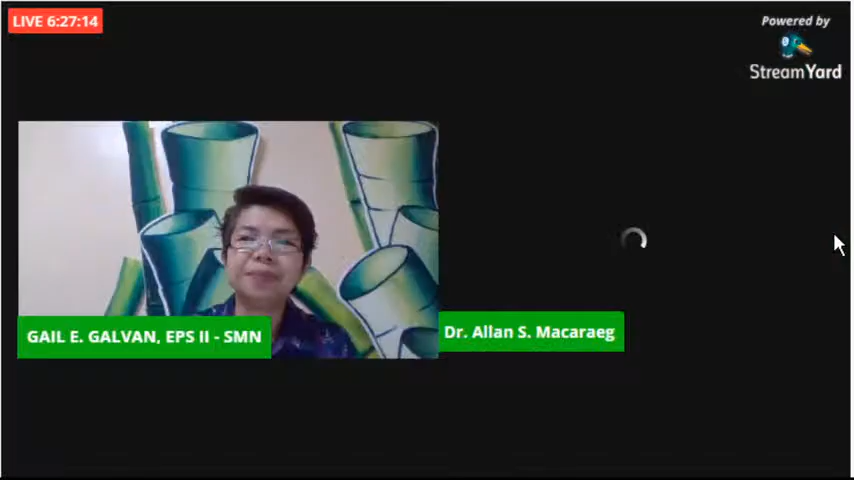 LIVE 6:27:14
Powered by
StreamYard
GAIL E. GALVAN, EPS II - SMN
Dr. Allan S. Macaraeg